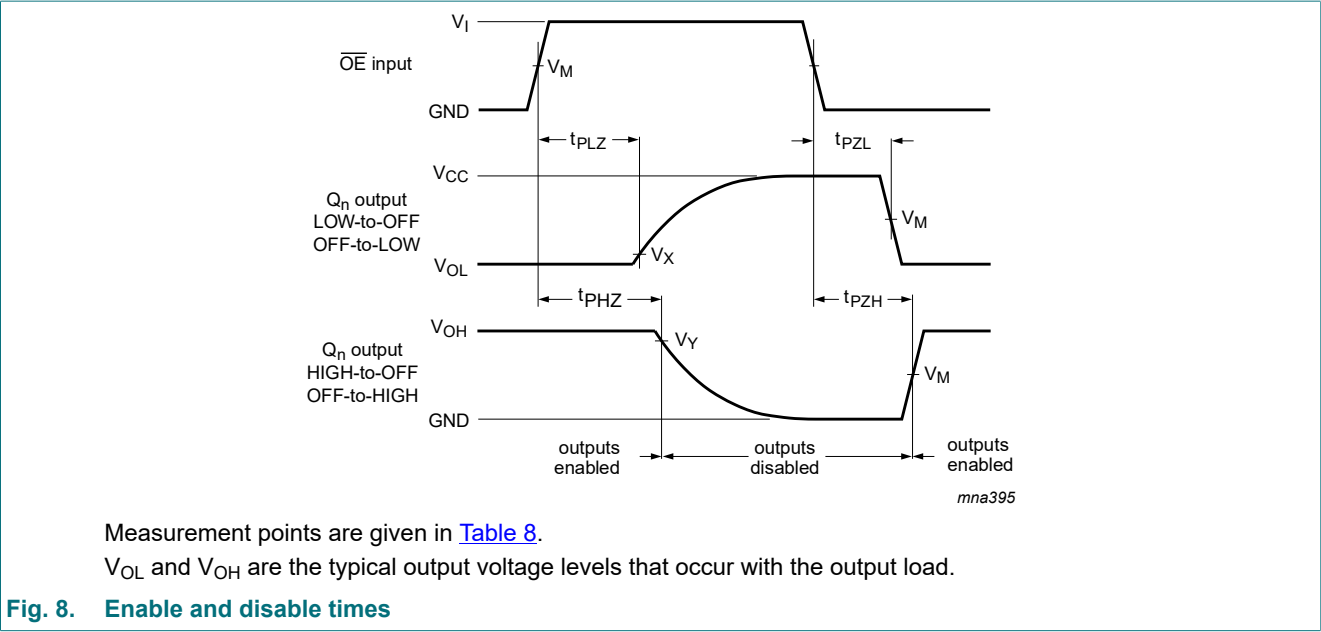 V_I
OE input
V_M
GND
t_PLZ
t_PZL
V_CC
Q_n output
LOW-to-OFF
OFF-to-LOW
V_M
V_X
V_OL
t_PHZ
t_PZH
V_OH
V_Y
Q_n output
HIGH-to-OFF
OFF-to-HIGH
V_M
GND
outputs
enabled
outputs
disabled
outputs
enabled
mna395
Measurement points are given in Table 8.
V_OL and V_OH are the typical output voltage levels that occur with the output load.
Fig. 8. Enable and disable times